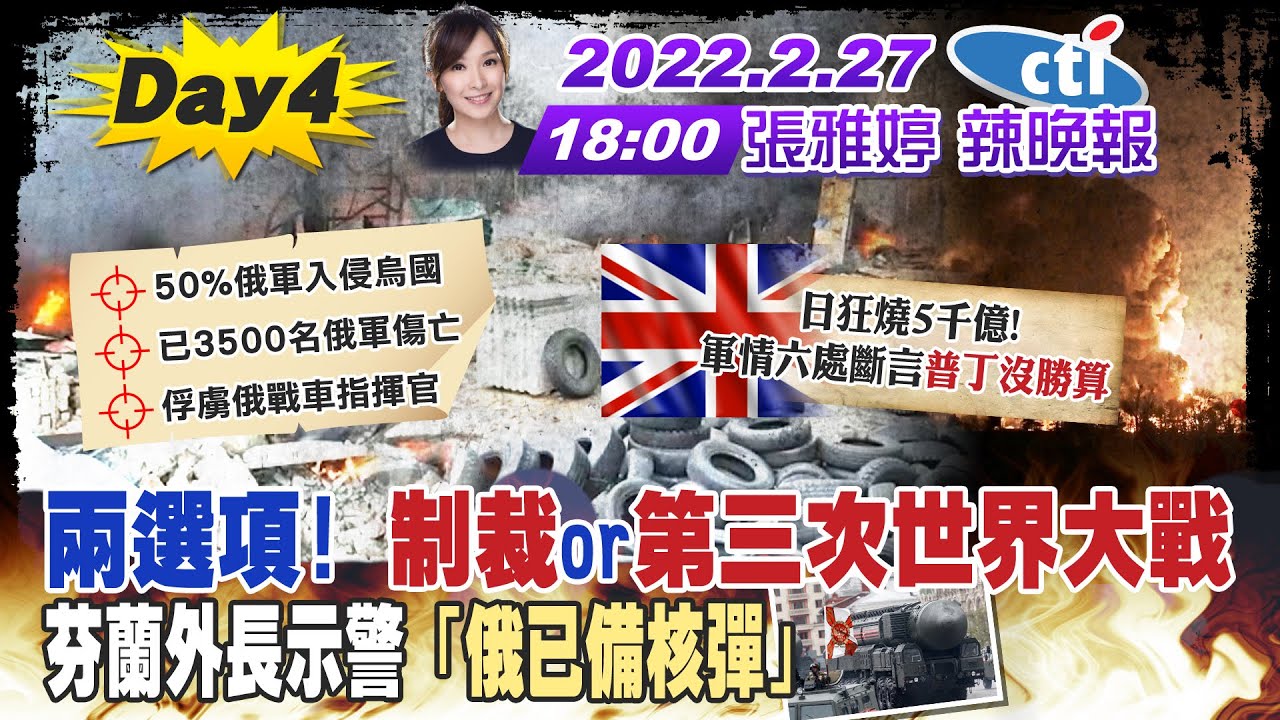 Day4
2022.2.27
cti
18:00
張雅婷 辣晚報
50%俄軍入侵烏國
已3500名俄軍傷亡
俘虜俄戰車指揮官
日狂燒5千億!
軍情六處斷言普丁沒勝算
兩選項! 制裁or第三次世界大戰
芬蘭外長示警「俄已備核彈」